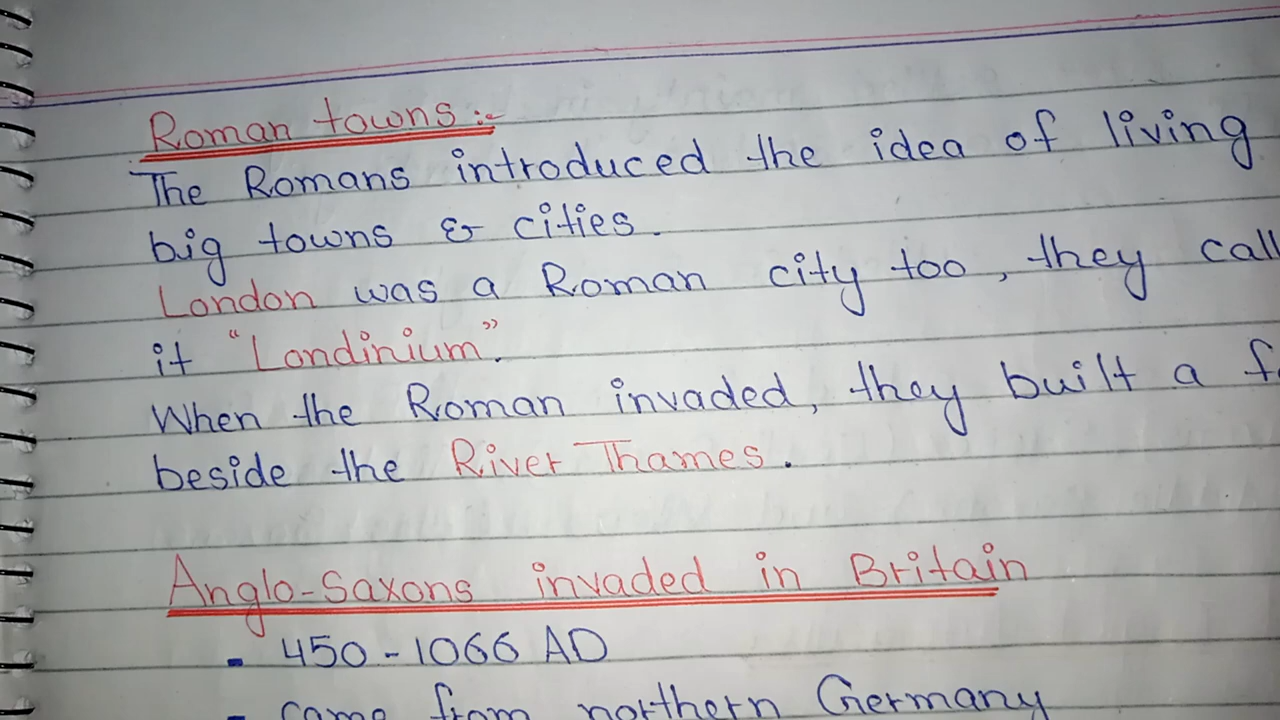 Roman towns :-
The Romans introduced the idea of living
big towns & cities.
London was a Roman city too, they call
it "Londinium".
When the Roman invaded, they built a
beside the River Thames.
Anglo-Saxons invaded in Britain
- 450-1066 AD
- came from northern Germany